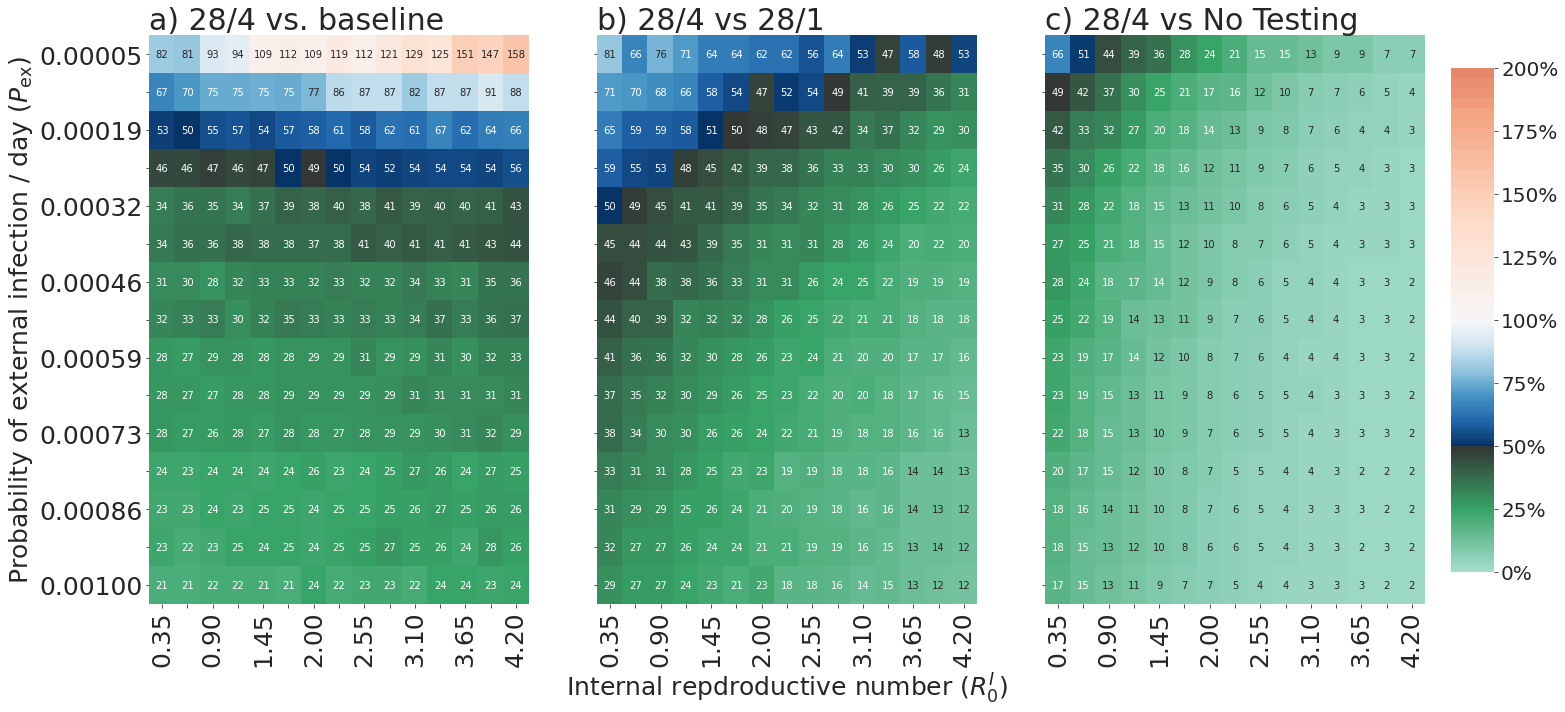 a) 28/4 vs. baseline
b) 28/4 vs 28/1
c) 28/4 vs No Testing
Probability of external infection / day (Pex)
0.00005
0.00019
0.00032
0.00046
0.00059
0.00073
0.00086
0.00100
82 81 93 94 109 112 109 119 112 121 129 125 151 147 158
67 70 75 75 75 75 77 86 87 87 82 87 87 91 88
53 50 55 57 54 57 58 61 58 62 61 67 62 64 66
46 46 47 46 47 50 49 50 54 52 54 54 54 54 56
34 36 35 34 37 39 38 40 38 41 39 40 40 41 43
34 36 36 38 38 38 37 38 41 40 41 41 41 43 44
31 30 28 32 33 33 32 33 32 32 34 33 31 35 36
32 33 33 30 32 35 33 33 33 33 34 37 33 36 37
28 27 29 28 28 28 29 29 31 29 29 31 30 32 33
28 27 27 28 28 29 29 29 29 29 31 31 31 31 31
28 27 26 28 27 28 28 27 28 29 29 30 31 32 29
24 23 24 24 24 24 26 23 24 25 27 26 24 27 25
23 23 24 23 25 25 24 25 25 25 26 27 25 26 26
23 22 23 25 24 25 24 25 25 27 25 26 24 28 26
21 21 22 22 21 21 24 22 23 23 22 24 24 23 24
81 66 76 71 64 64 62 62 56 64 53 47 58 48 53
71 70 68 66 58 54 47 52 54 49 41 39 39 36 31
65 59 59 58 51 50 48 47 43 42 34 37 32 29 30
59 55 53 48 45 42 39 38 36 33 33 30 30 26 24
50 49 45 41 41 39 35 34 32 31 28 26 25 22 22
45 44 44 43 39 35 31 31 31 28 26 24 20 22 20
46 44 38 38 36 33 31 31 26 24 25 22 19 19 19
44 40 39 32 32 32 28 26 25 22 21 21 18 18 18
41 36 36 32 30 28 26 23 24 21 20 20 17 17 16
37 35 32 30 29 26 25 23 22 20 20 18 17 16 15
38 34 30 30 26 26 24 22 21 19 18 18 16 16 13
33 31 31 28 25 23 23 19 19 18 18 16 14 14 13
31 29 29 25 26 24 21 20 20 19 18 16 16 14 13 12
32 27 27 26 24 24 21 21 19 19 16 15 13 14 12
29 27 27 24 23 21 23 18 18 16 14 15 13 12 12
66 51 44 39 36 28 24 21 15 15 13 9 9 7 7
49 42 37 30 25 21 17 16 12 10 7 7 6 5 4
42 33 32 27 20 18 14 13 9 8 7 6 4 4 3
35 30 26 22 18 16 12 11 9 7 6 5 4 3 3
31 28 22 18 15 13 11 10 8 6 5 4 3 3 3
27 25 21 18 15 12 10 8 7 6 5 4 3 3 3
28 24 18 17 14 12 9 8 6 5 4 4 3 3 2
25 22 19 14 13 11 9 7 6 5 4 4 3 3 2
23 19 17 14 12 10 8 7 6 4 4 4 3 3 2
23 19 15 13 11 9 8 6 5 5 4 3 3 3 2
22 18 15 13 10 9 7 6 5 5 4 3 3 3 2
20 17 15 12 10 8 7 5 5 4 4 3 2 2 2
18 16 14 11 10 8 7 6 5 4 3 3 3 2 2
18 15 13 12 10 8 6 6 5 4 3 3 2 3 2
17 15 13 11 9 7 7 5 4 4 3 3 3 2 2
0.35 0.90 1.45 2.00 2.55 3.10 3.65 4.20
0.35 0.90 1.45 2.00 2.55 3.10 3.65 4.20
0.35 0.90 1.45 2.00 2.55 3.10 3.65 4.20
Internal repdroductive number (R₀ᴵ)
200%
175%
150%
125%
100%
75%
50%
25%
0%